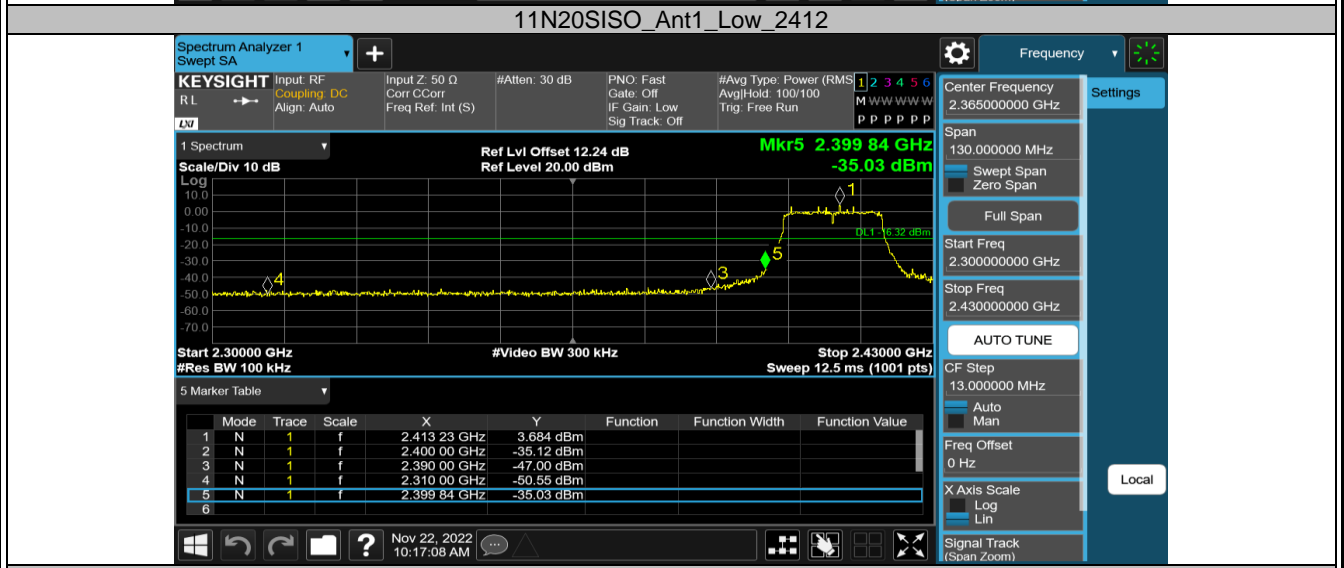 (Span Zoom)
11N20SISO_Ant1_Low_2412
Spectrum Analyzer 1
Swept SA
+
Frequency
KEYSIGHT
R L
LXI
Input: RF
Coupling: DC
Align: Auto
Input Z: 50 Ω
Corr CCorr
Freq Ref: Int (S)
#Atten: 30 dB
PNO: Fast
Gate: Off
IF Gain: Low
Sig Track: Off
#Avg Type: Power (RMS
Avg|Hold: 100/100
Trig: Free Run
1 2 3 4 5 6
M W W W W W
P P P P P P
1 Spectrum
Scale/Div 10 dB
Ref Lvl Offset 12.24 dB
Ref Level 20.00 dBm
Mkr5 2.399 84 GHz
-35.03 dBm
Log
10.0
0.00
-10.0
-20.0
-30.0
-40.0
-50.0
-60.0
-70.0
1
DL1 -16.32 dBm
5
3
4
Start 2.30000 GHz
#Video BW 300 kHz
Stop 2.43000 GHz
#Res BW 100 kHz
Sweep 12.5 ms (1001 pts)
5 Marker Table
Mode Trace Scale X Y Function Function Width Function Value
1 N 1 f 2.413 23 GHz 3.684 dBm
2 N 1 f 2.400 00 GHz -35.12 dBm
3 N 1 f 2.390 00 GHz -47.00 dBm
4 N 1 f 2.310 00 GHz -50.55 dBm
5 N 1 f 2.399 84 GHz -35.03 dBm
6
?
Nov 22, 2022
10:17:08 AM
Center Frequency
2.365000000 GHz
Span
130.000000 MHz
Swept Span
Zero Span
Full Span
Start Freq
2.300000000 GHz
Stop Freq
2.430000000 GHz
AUTO TUNE
CF Step
13.000000 MHz
Auto
Man
Freq Offset
0 Hz
X Axis Scale
Log
Lin
Signal Track
(Span Zoom)
Settings
Local